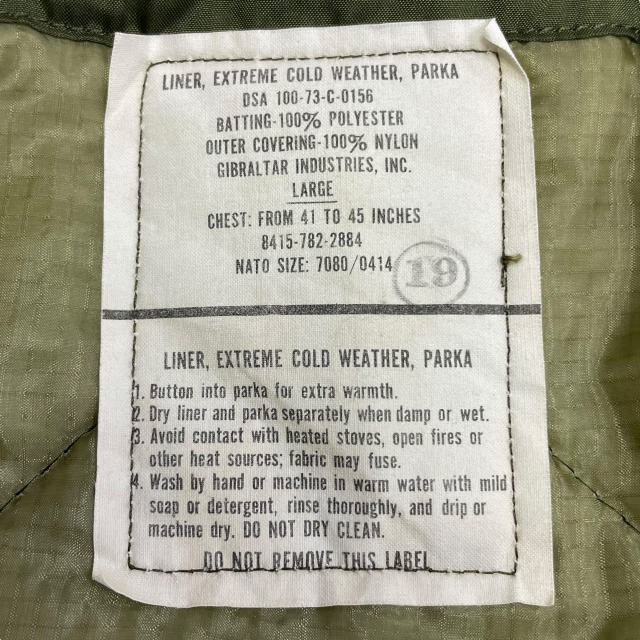 LINER, EXTREME COLD WEATHER, PARKA
DSA 100-73-C-0156
BATTING-100% POLYESTER
OUTER COVERING-100% NYLON
GIBRALTAR INDUSTRIES, INC.
LARGE
CHEST: FROM 41 TO 45 INCHES
8415-782-2884
NATO SIZE: 7080/0414
19
LINER, EXTREME COLD WEATHER, PARKA
1. Button into parka for extra warmth.
2. Dry liner and parka separately when damp or wet.
3. Avoid contact with heated stoves, open fires or
other heat sources; fabric may fuse.
4. Wash by hand or machine in warm water with mild
soap or detergent, rinse thoroughly, and drip or
machine dry. DO NOT DRY CLEAN.
DO NOT REMOVE THIS LABEL